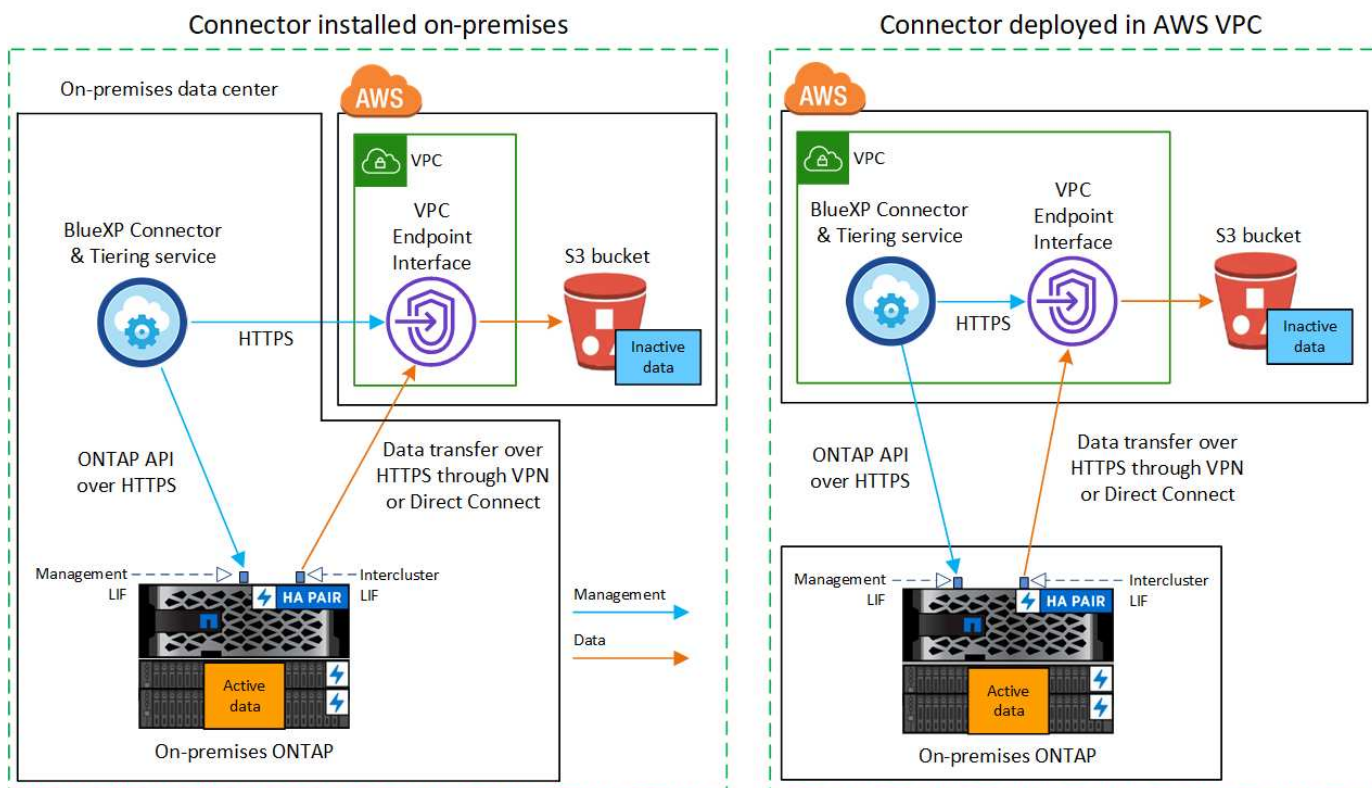 Connector installed on-premises
On-premises data center
AWS
VPC
BlueXP Connector
& Tiering service
VPC
Endpoint
Interface
S3 bucket
HTTPS
Inactive
data
ONTAP API
over HTTPS
Data transfer over
HTTPS through VPN
or Direct Connect
Management
LIF
Intercluster
LIF
HA PAIR
Active
data
On-premises ONTAP
Management
Data
Connector deployed in AWS VPC
AWS
VPC
BlueXP Connector
& Tiering service
VPC
Endpoint
Interface
S3 bucket
HTTPS
Inactive
data
ONTAP API
over HTTPS
Data transfer over
HTTPS through VPN
or Direct Connect
Management
LIF
Intercluster
LIF
HA PAIR
Active
data
On-premises ONTAP